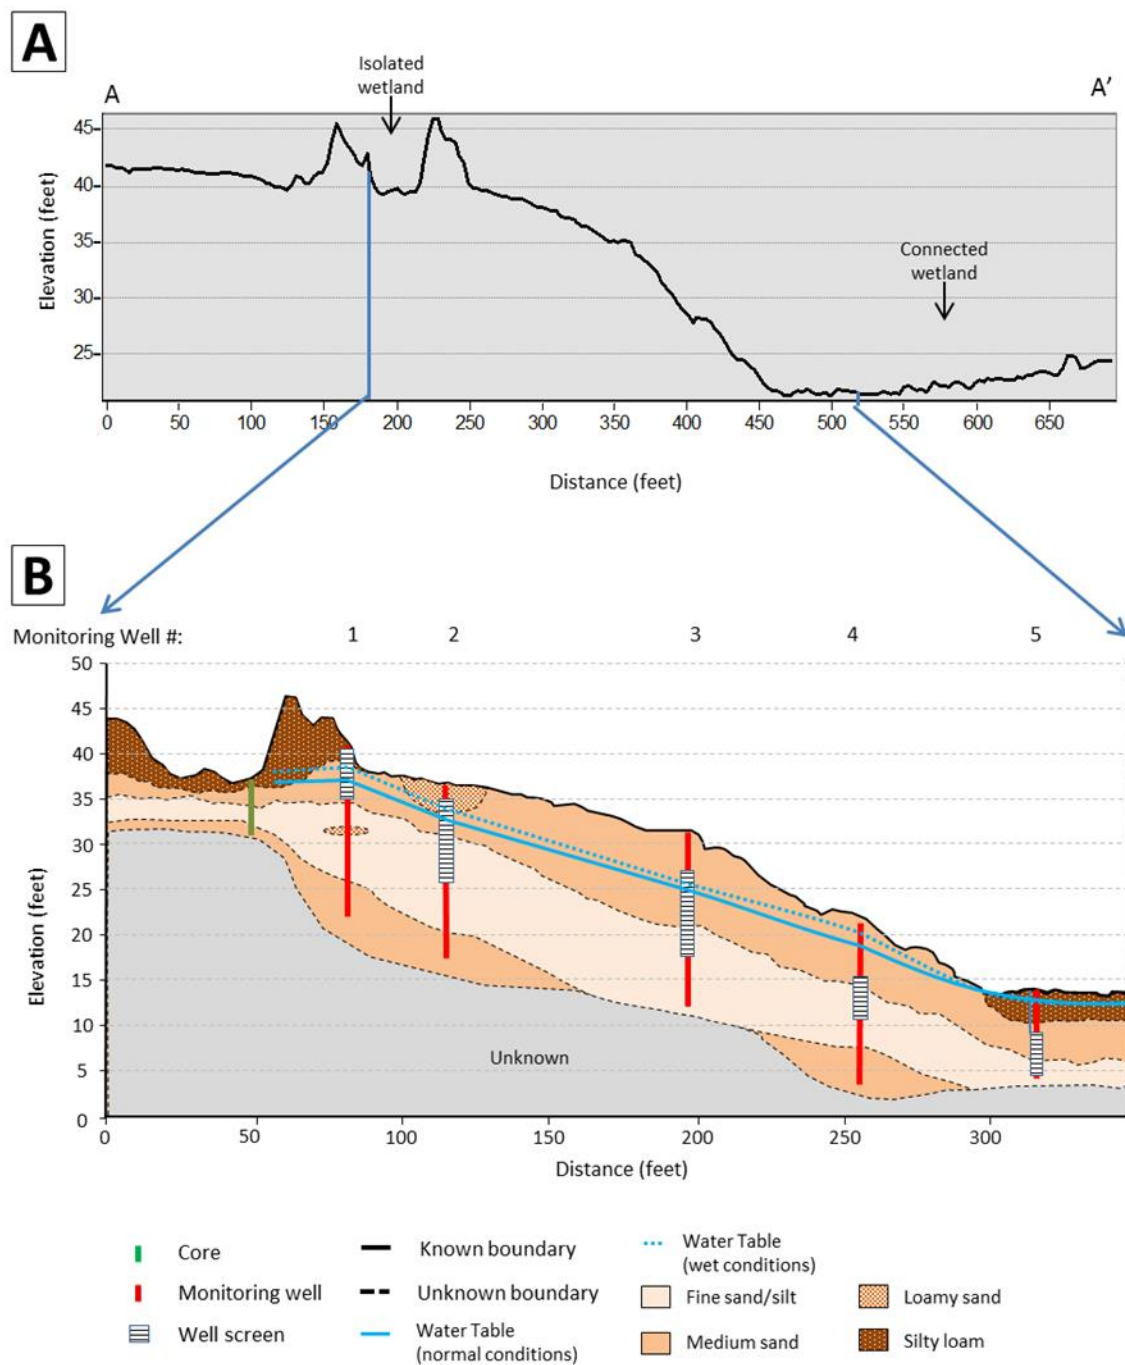 A
Isolated
wetland
A
A'
45
40
35
30
25
Elevation (feet)
Connected
wetland
0 50 100 150 200 250 300 350 400 450 500 550 600 650
Distance (feet)
B
Monitoring Well #: 1 2 3 4 5
50
45
40
35
30
25
20
15
10
5
0
Elevation (feet)
Unknown
0 50 100 150 200 250 300
Distance (feet)
Core
Monitoring well
Well screen
Known boundary
Unknown boundary
Water Table
(normal conditions)
Water Table
(wet conditions)
Fine sand/silt
Medium sand
Loamy sand
Silty loam